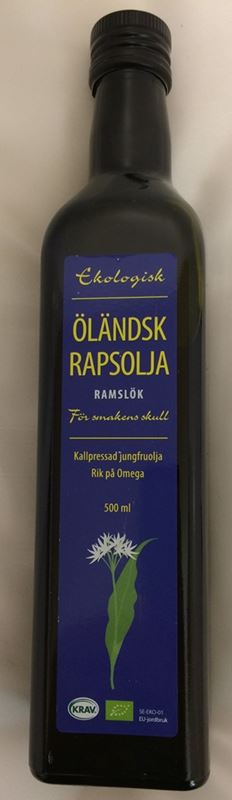 Ekologisk
ÖLÄNDSK
RAPSOLJA
RAMSLÖK
För smakens skull
Kallpressad jungfruolja
Rik på Omega
500 ml
KRAV
SE-EKO-01
EU-jordbruk